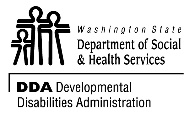 Washington State
Department of Social
& Health Services
DDA Developmental
Disabilities Administration